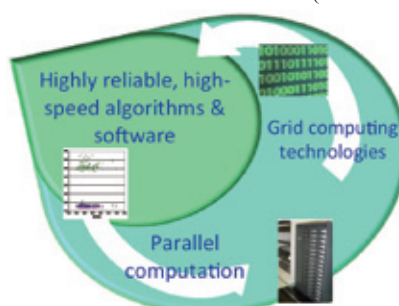 Highly reliable, high-
speed algorithms &
software
Grid computing
technologies
Parallel
computation